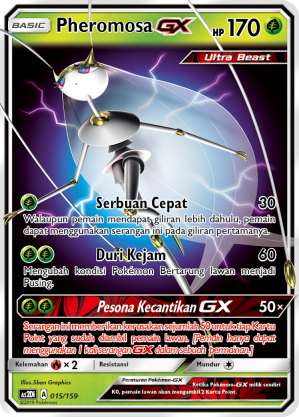 BASIC Pheromosa GX HP 170
Ultra Beast
Serbuan Cepat 30
Walaupun pemain mendapat giliran lebih dahulu, pemain
dapat menggunakan serangan ini pada giliran pertamanya.
Duri Kejam 60
Mengubah kondisi Pokémon Bertarung lawan menjadi
Pusing.
Pesona Kecantikan GX 50×
Serangan ini memberikan kerusakan sejumlah 50 untuk tiap Kartu
Point yang sudah diambil pemain lawan. [Pemain hanya dapat
menggunakan 1 kali serangan GX dalam sebuah permainan.]
Kelemahan × 2 Resistansi Mundur
Illus.5ban Graphics
Peraturan Pokémon-GX
Ketika Pokémon-GX milik sendiri
KO, pemain lawan akan mengambil 2 Kartu Point.
AS2D A 015/159
©2019 Pokémon